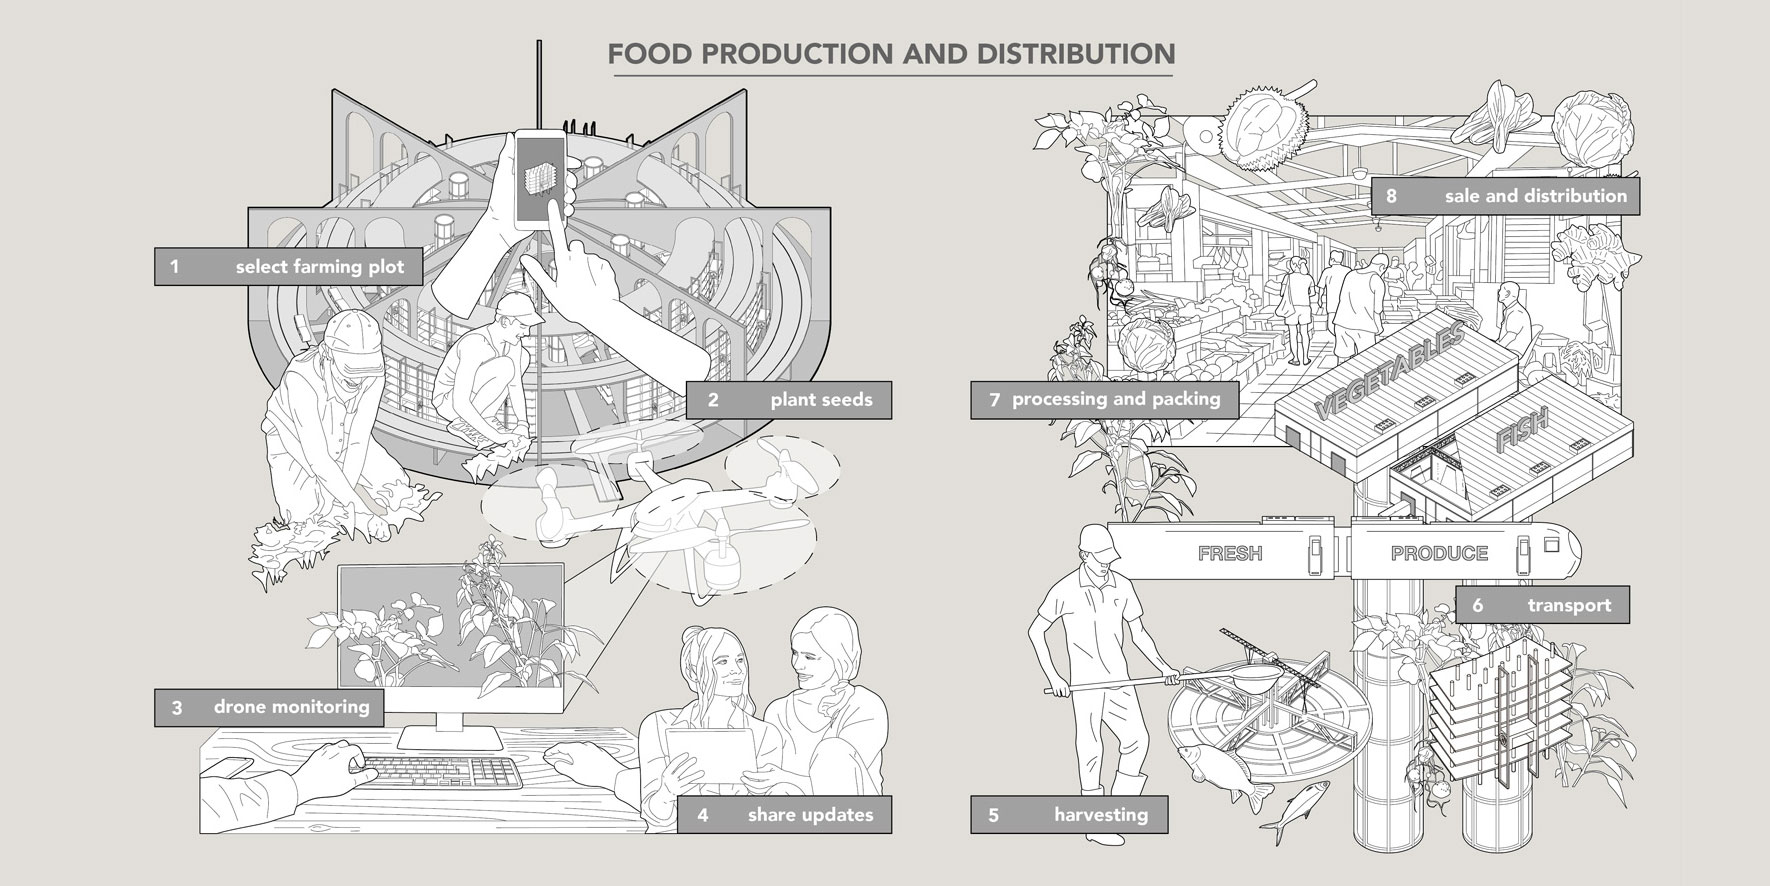 FOOD PRODUCTION AND DISTRIBUTION
1 select farming plot
2 plant seeds
3 drone monitoring
4 share updates
5 harvesting
6 transport
FRESH PRODUCE
7 processing and packing
VEGETABLES
FISH
8 sale and distribution